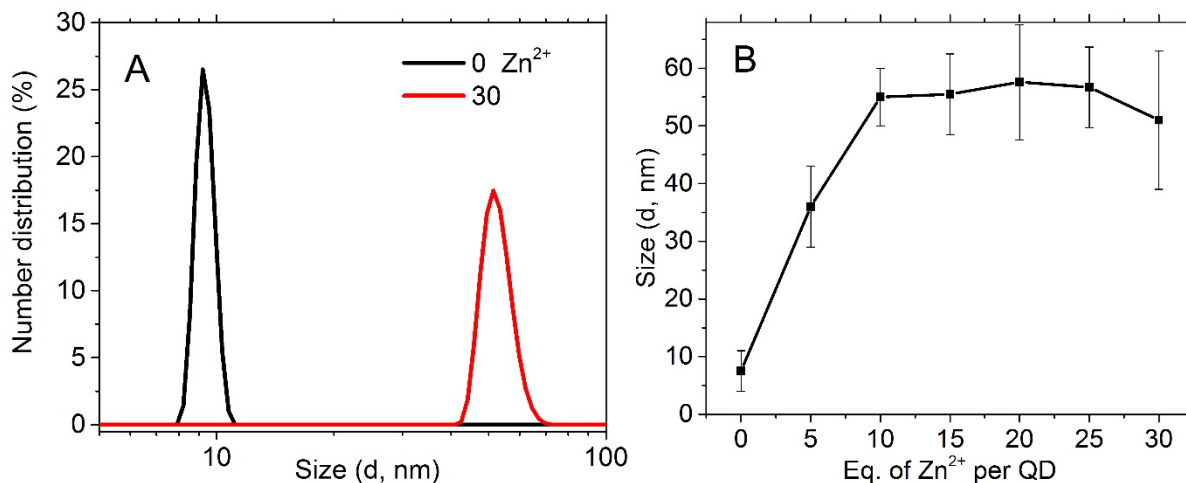 A
0 Zn²⁺
30
Number distribution (%)
30
25
20
15
10
5
0
10
100
Size (d, nm)
B
Size (d, nm)
60
50
40
30
20
10
0
0 5 10 15 20 25 30
Eq. of Zn²⁺ per QD